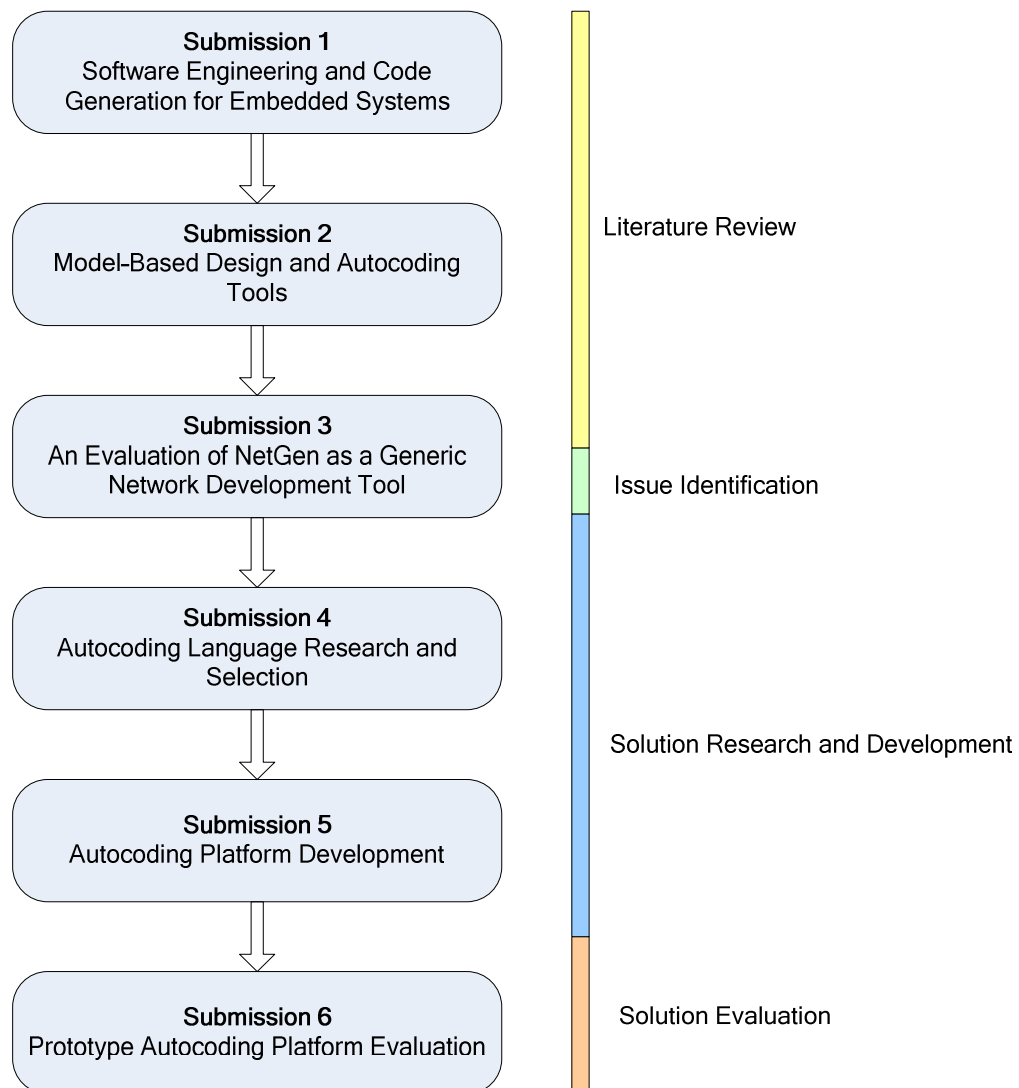 Submission 1
Software Engineering and Code
Generation for Embedded Systems
Submission 2
Model-Based Design and Autocoding
Tools
Submission 3
An Evaluation of NetGen as a Generic
Network Development Tool
Submission 4
Autocoding Language Research and
Selection
Submission 5
Autocoding Platform Development
Submission 6
Prototype Autocoding Platform Evaluation
Literature Review
Issue Identification
Solution Research and Development
Solution Evaluation